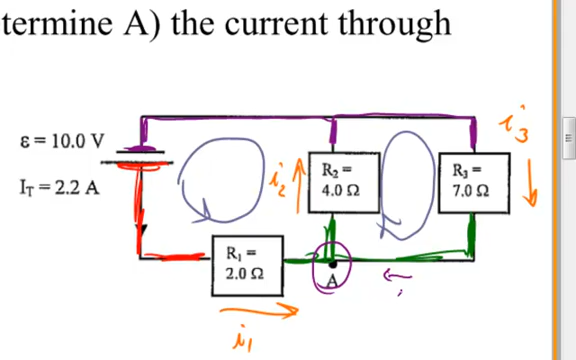 termine A) the current through
i3
ε = 10.0 V
R₂ =
4.0 Ω
R₃ =
7.0 Ω
i2
I_T = 2.2 A
R₁ =
2.0 Ω
A
i1